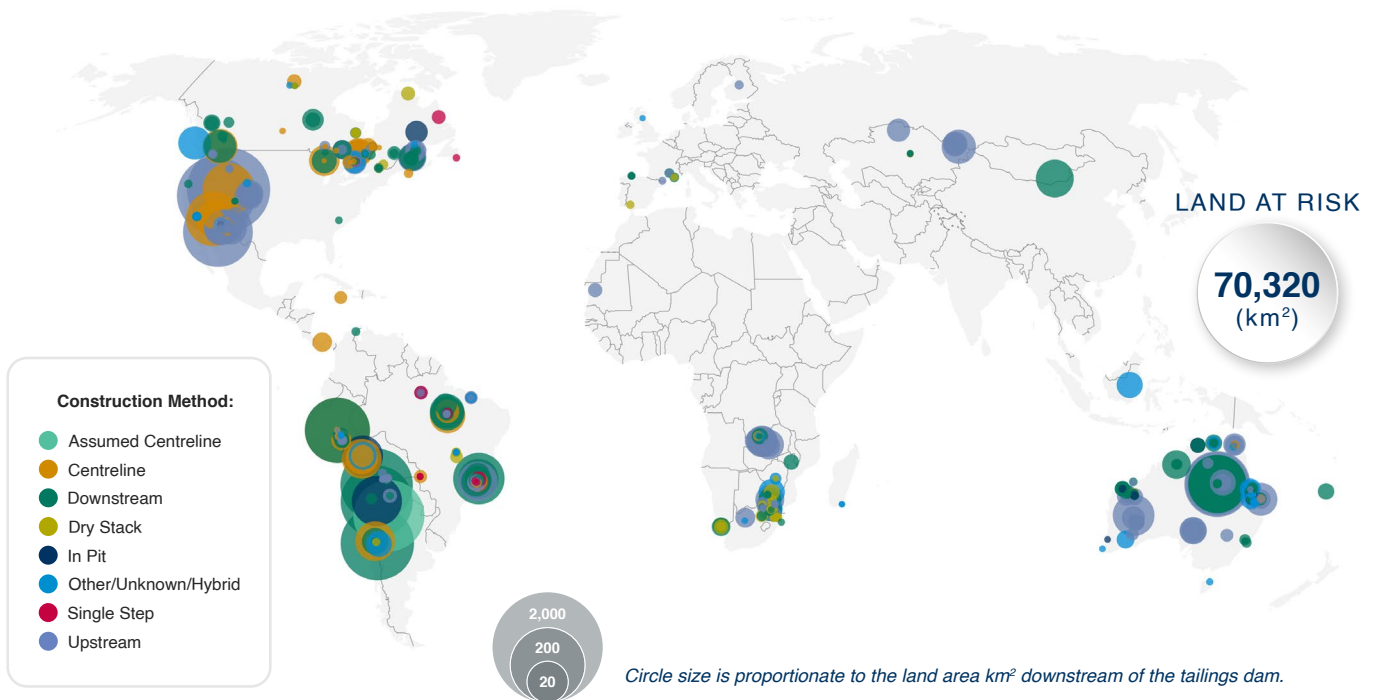 LAND AT RISK
70,320
(km²)
Construction Method:
Assumed Centreline
Centreline
Downstream
Dry Stack
In Pit
Other/Unknown/Hybrid
Single Step
Upstream
2,000
200
20
Circle size is proportionate to the land area km² downstream of the tailings dam.